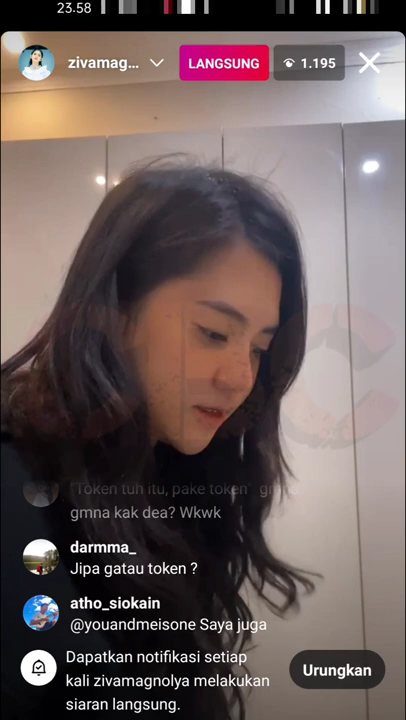 23.58
zivamag...
LANGSUNG
1.195
"Token tuh itu, pake token" gmna
gmna kak dea? Wkwk
darmma_
Jipa gatau token ?
atho_siokain
@youandmeisone Saya juga
Dapatkan notifikasi setiap
kali zivamagnolya melakukan
siaran langsung.
Urungkan